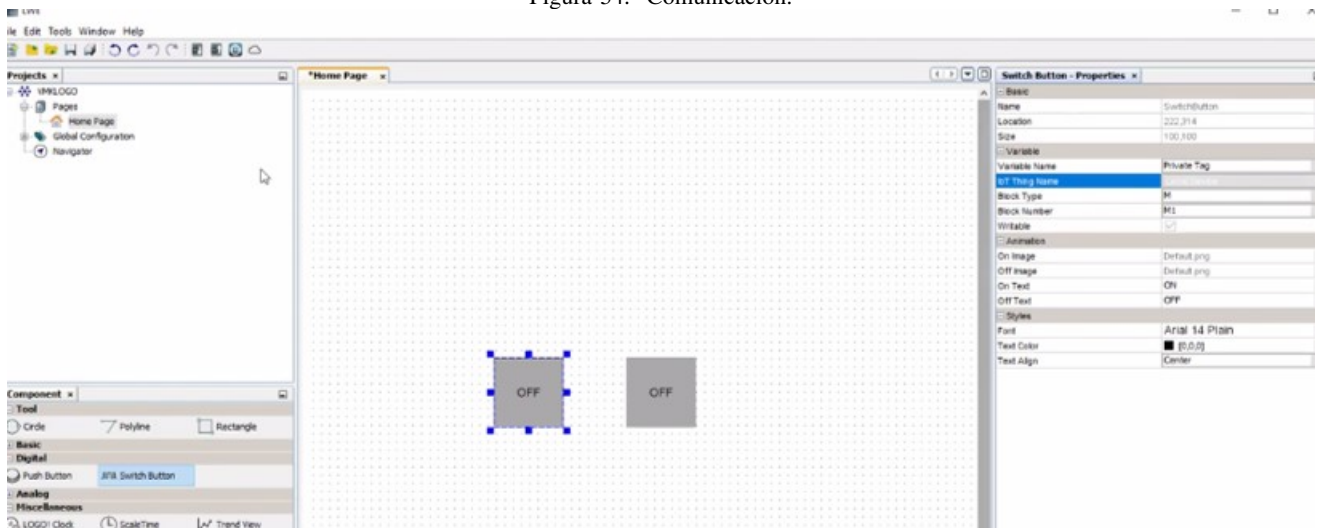 Figura 34. Comunicación.
LWE
ile Edit Tools Window Help
Projects
VMKLOGO
Pages
Home Page
Global Configuration
Navigator
*Home Page
OFF
OFF
Component
Tool
Circle Polyline Rectangle
Basic
Digital
Push Button Switch Button
Analog
Miscellaneous
LOGO! Clock ScaleTime Trend View
Switch Button - Properties
Basic
Name SwitchButton
Location 222,314
Size 100,100
Variable
Variable Name Private Tag
IoT Thing Name
Block Type M
Block Number M1
Writable
Animation
On Image Default.png
Off Image Default.png
On Text ON
Off Text OFF
Styles
Font Arial 14 Plain
Text Color [0,0,0]
Text Align Center